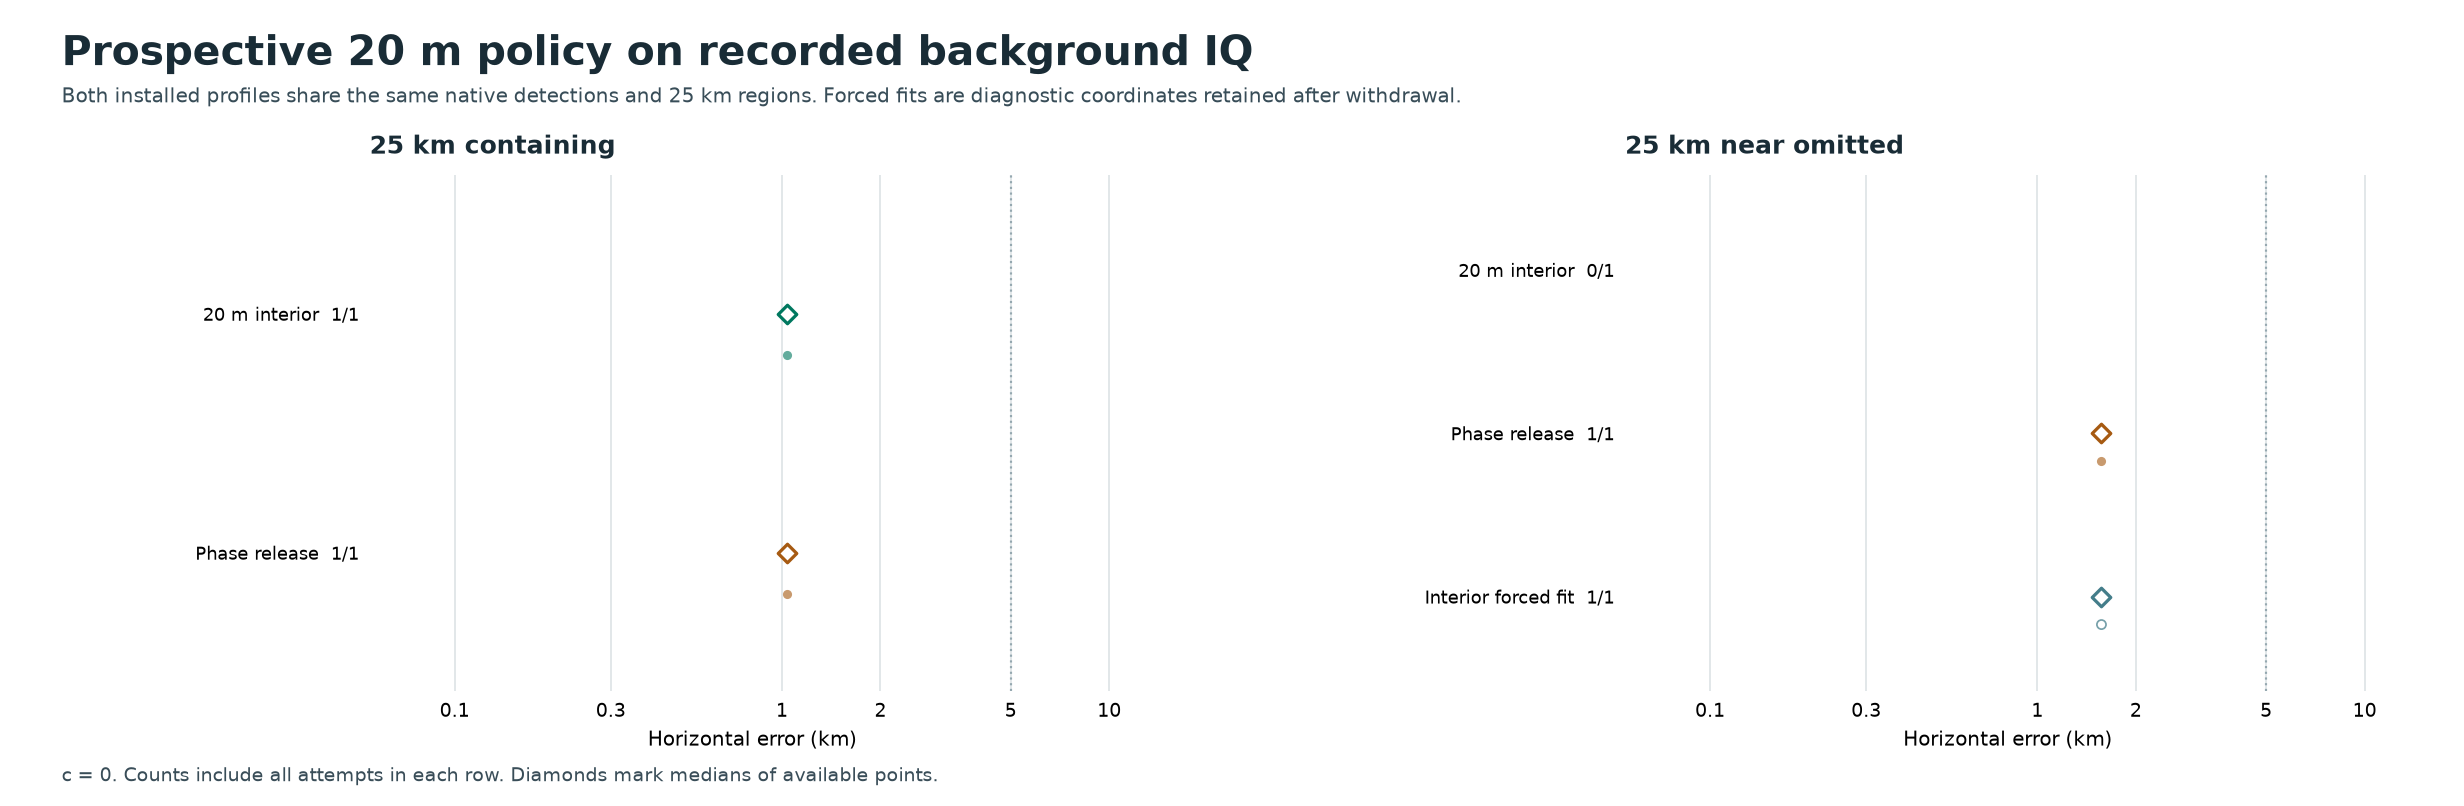 Prospective 20 m policy on recorded background IQ
Both installed profiles share the same native detections and 25 km regions. Forced fits are diagnostic coordinates retained after withdrawal.
25 km containing
20 m interior 1/1
Phase release 1/1
0.1 0.3 1 2 5 10
Horizontal error (km)
25 km near omitted
20 m interior 0/1
Phase release 1/1
Interior forced fit 1/1
0.1 0.3 1 2 5 10
Horizontal error (km)
c = 0. Counts include all attempts in each row. Diamonds mark medians of available points.